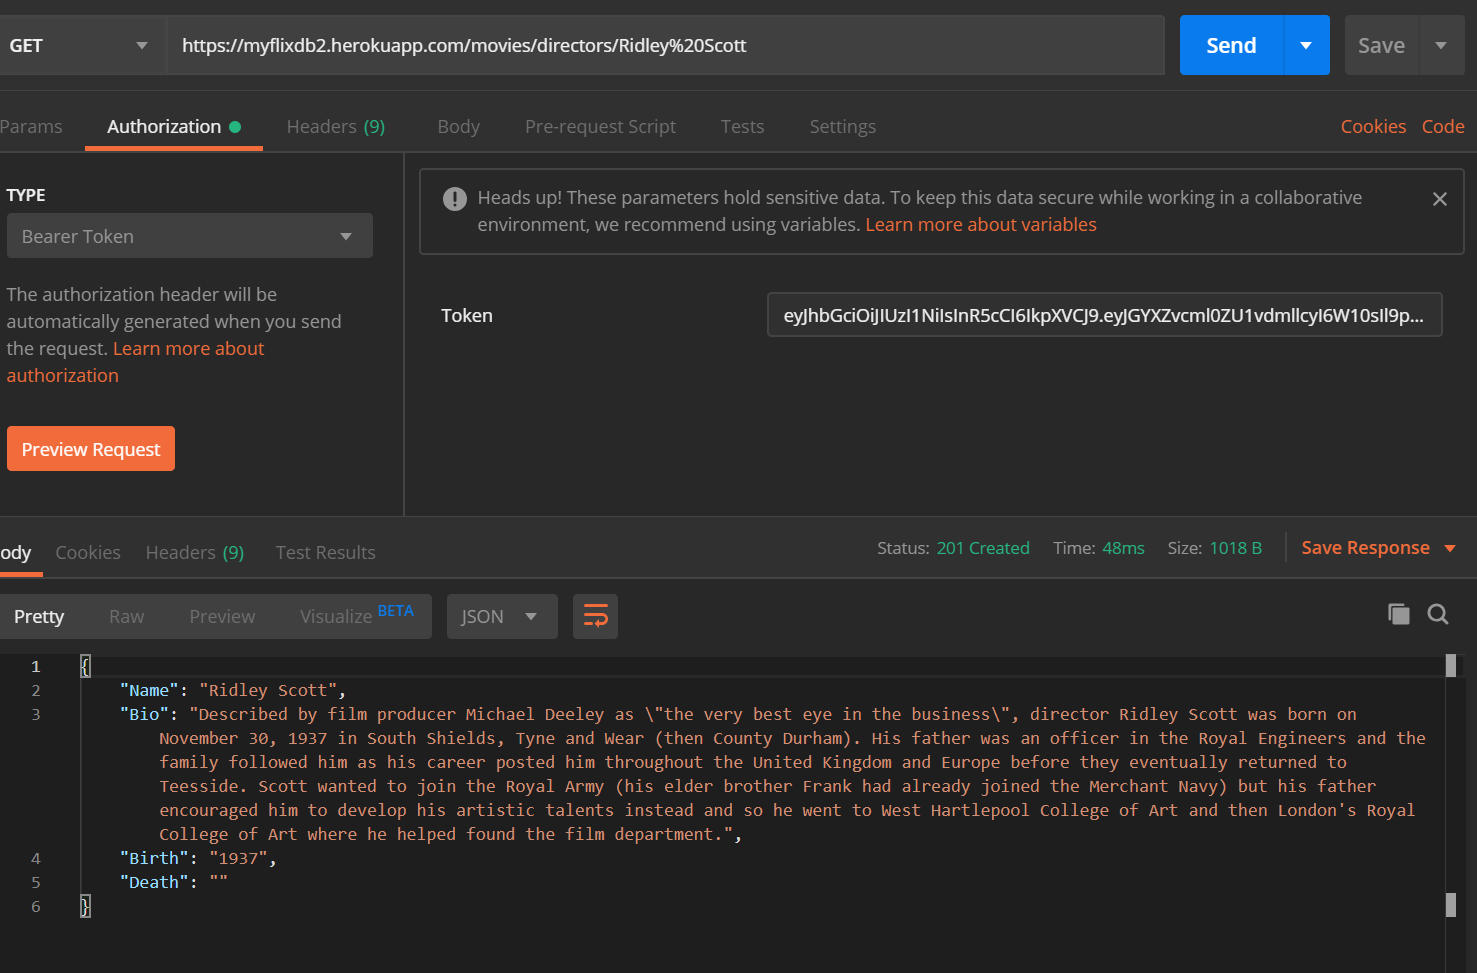 GET https://myflixdb2.herokuapp.com/movies/directors/Ridley%20Scott Send Save
Params Authorization Headers (9) Body Pre-request Script Tests Settings Cookies Code
TYPE
Bearer Token
The authorization header will be
automatically generated when you send
the request. Learn more about
authorization
Preview Request
Heads up! These parameters hold sensitive data. To keep this data secure while working in a collaborative
environment, we recommend using variables. Learn more about variables
Token eyJhbGciOiJIUzI1NiIsInR5cCI6IkpXVCJ9.eyJGYXZvcml0ZU1vdmllcyI6W10sIl9p...
ody Cookies Headers (9) Test Results Status: 201 Created Time: 48ms Size: 1018 B Save Response
Pretty Raw Preview Visualize BETA JSON
1 {
2 "Name": "Ridley Scott",
3 "Bio": "Described by film producer Michael Deeley as \"the very best eye in the business\", director Ridley Scott was born on
November 30, 1937 in South Shields, Tyne and Wear (then County Durham). His father was an officer in the Royal Engineers and the
family followed him as his career posted him throughout the United Kingdom and Europe before they eventually returned to
Teesside. Scott wanted to join the Royal Army (his elder brother Frank had already joined the Merchant Navy) but his father
encouraged him to develop his artistic talents instead and so he went to West Hartlepool College of Art and then London's Royal
College of Art where he helped found the film department.",
4 "Birth": "1937",
5 "Death": ""
6 }